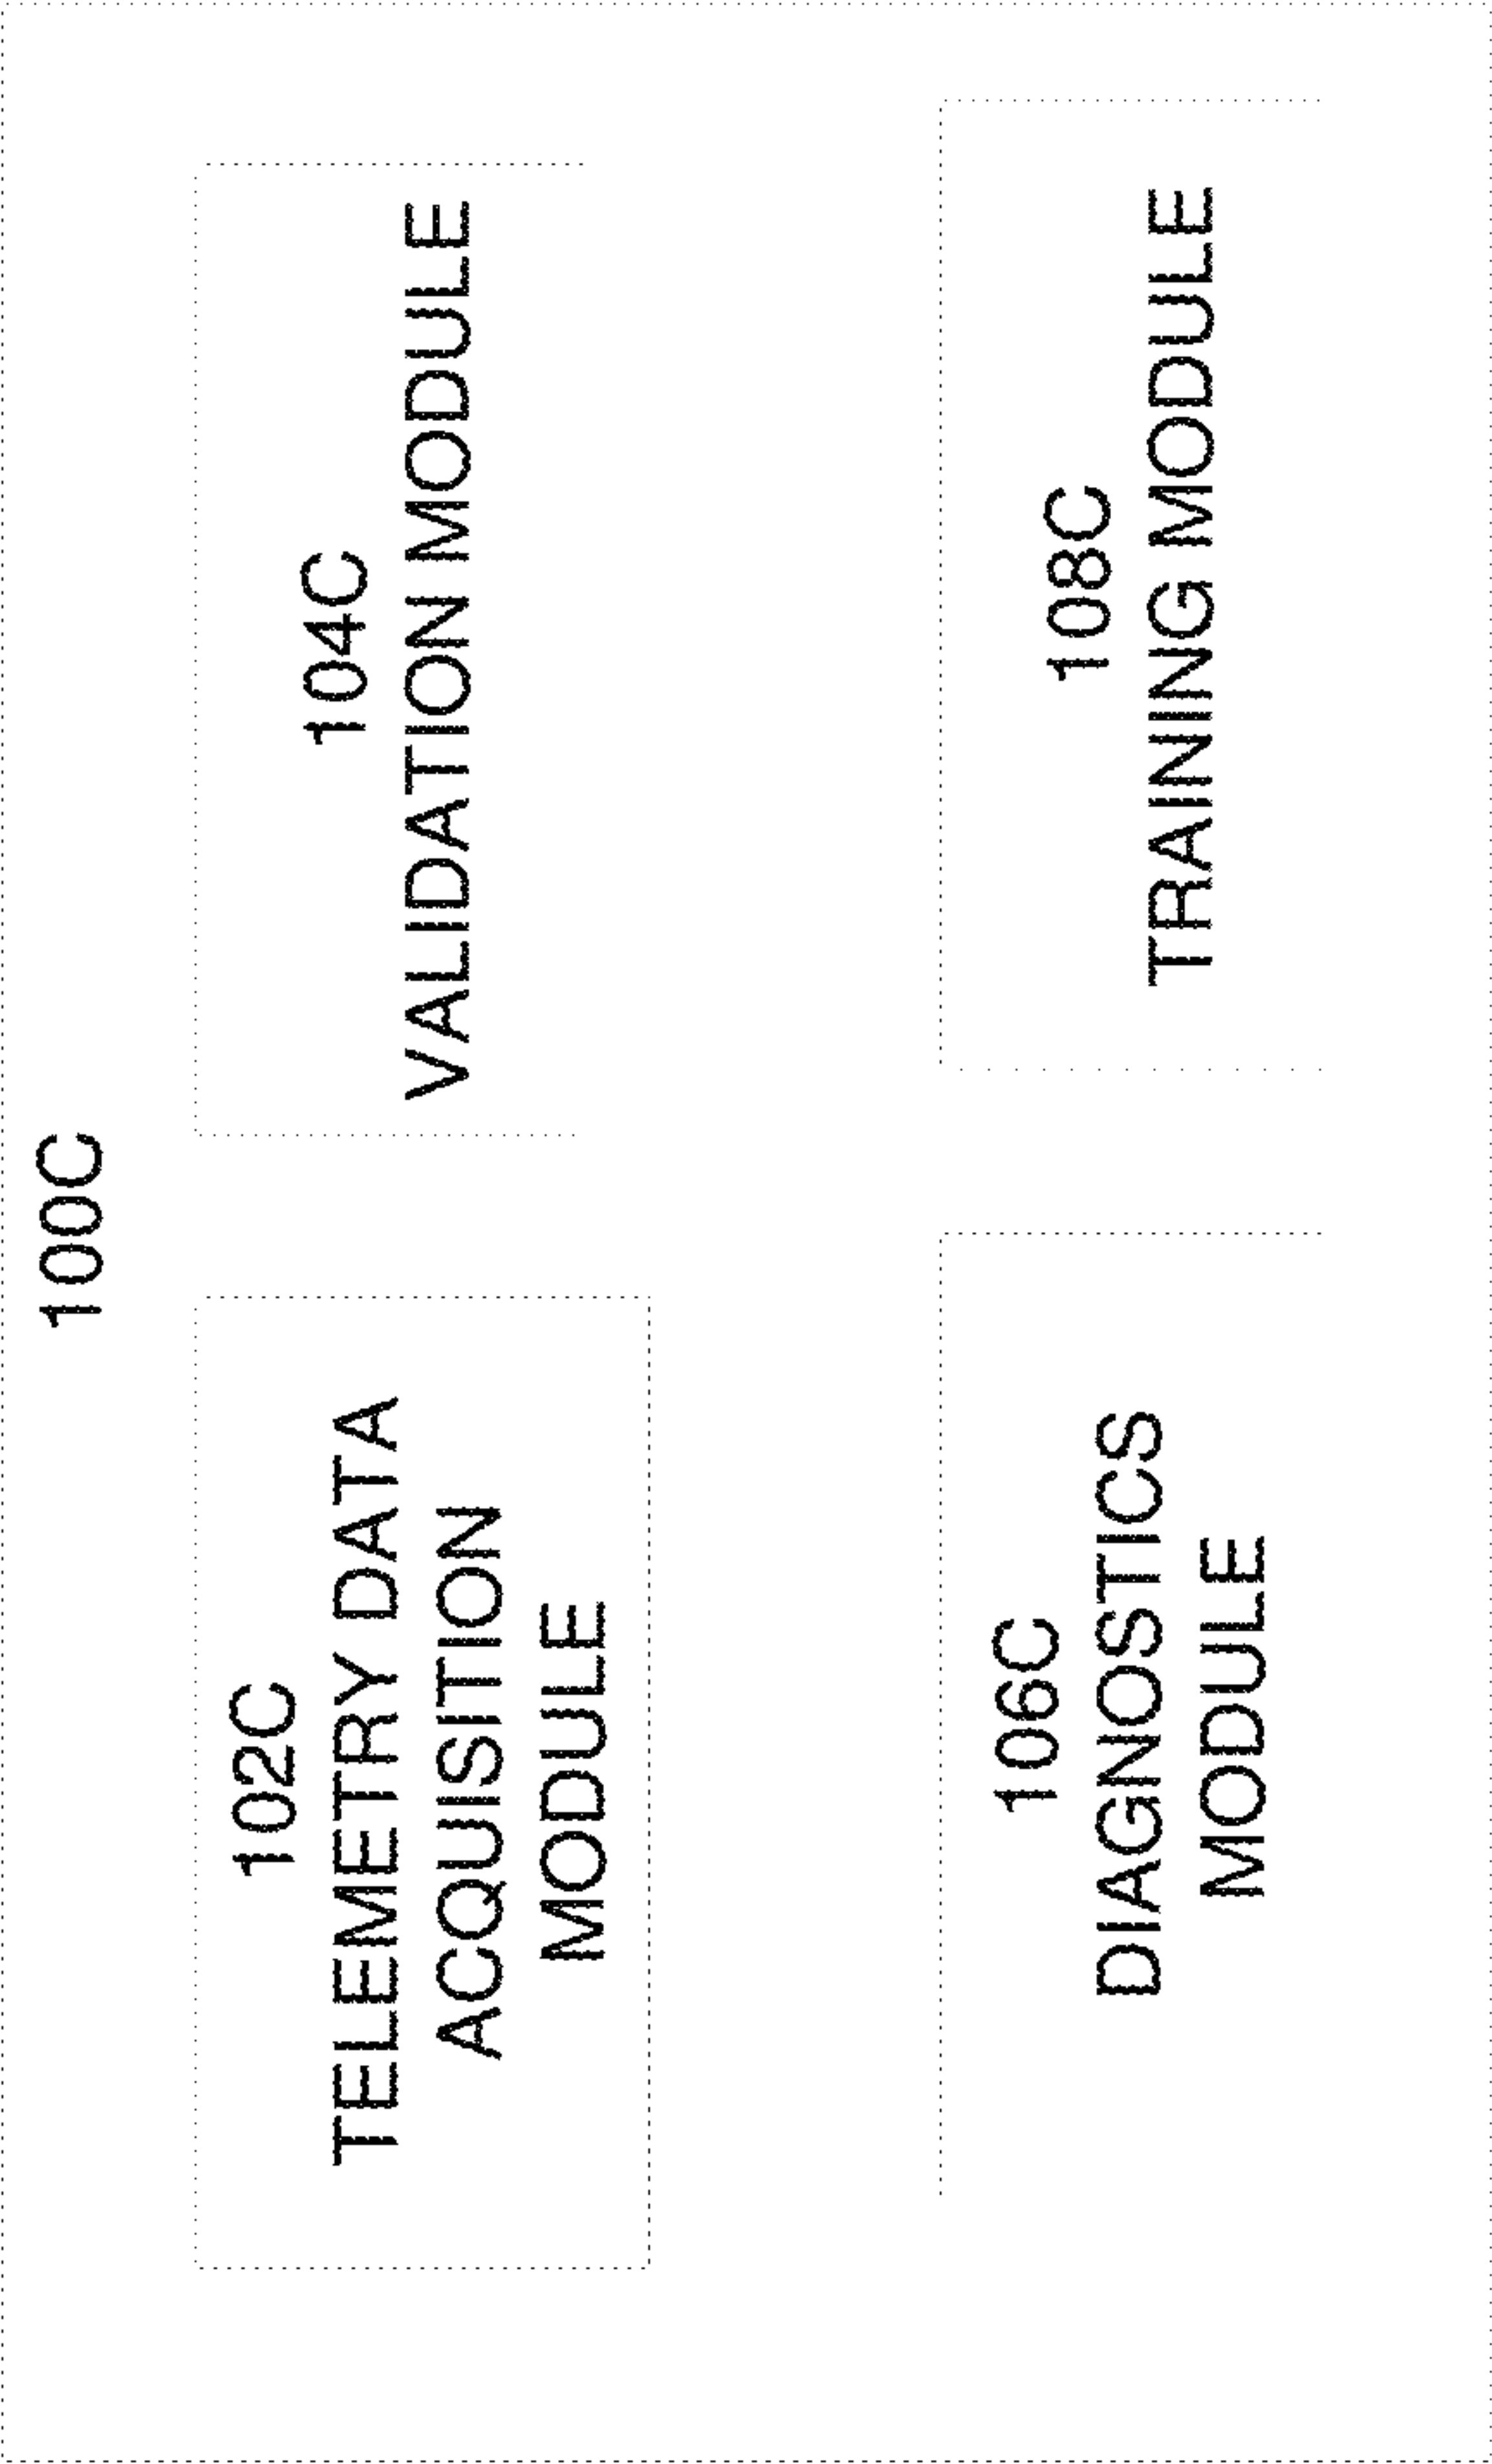 100C
102C
TELEMETRY DATA
ACQUISITION
MODULE
104C
VALIDATION MODULE
106C
DIAGNOSTICS
MODULE
108C
TRAINING MODULE